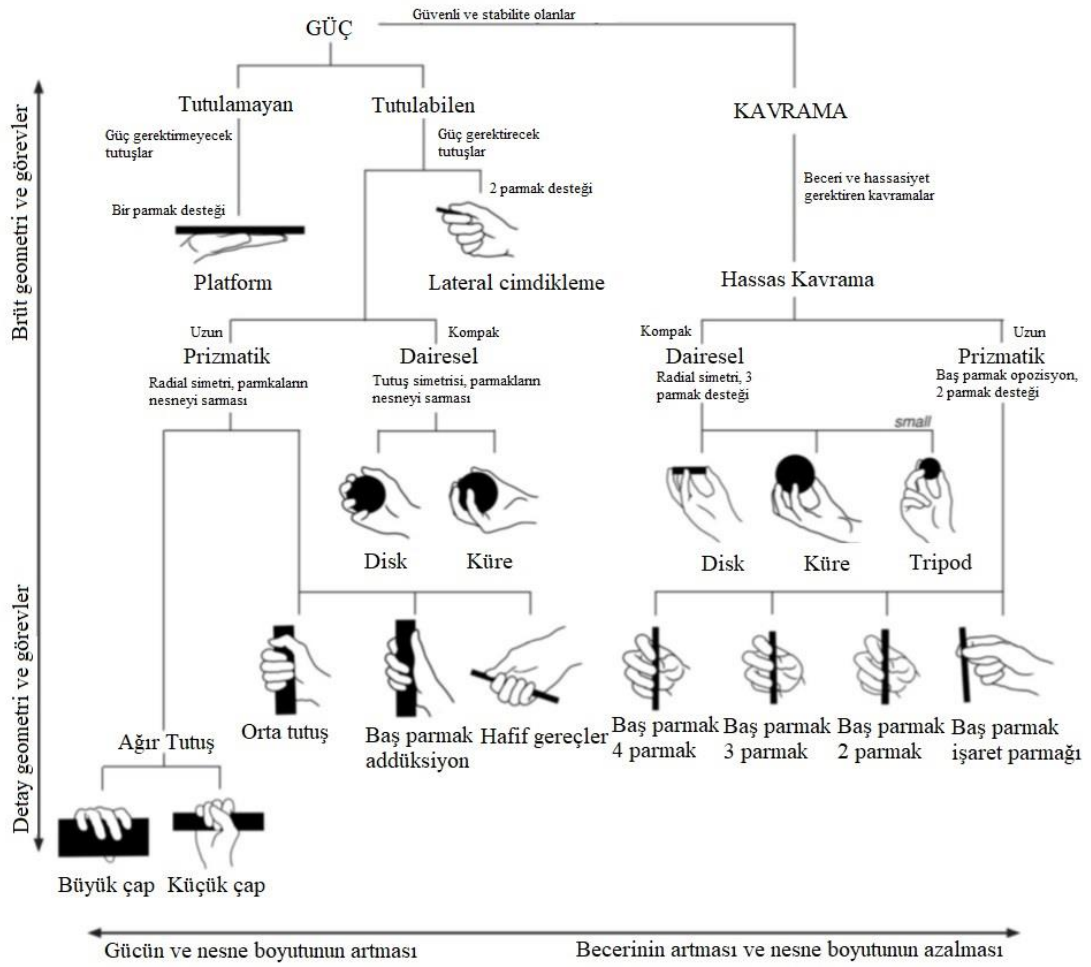 Güvenli ve stabilite olanlar
GÜÇ
Tutulamayan
Tutulabilen
KAVRAMA
Güç gerektirmeyecek
tutuşlar
Güç gerektirecek
tutuşlar
Beceri ve hassasiyet
gerektiren kavramalar
2 parmak desteği
Bir parmak desteği
Platform
Lateral cimdikleme
Hassas Kavrama
Uzun
Prizmatik
Radial simetri, parmkaların
nesneyi sarması
Kompak
Dairesel
Tutuş simetrisi, parmakların
nesneyi sarması
Kompak
Dairesel
Radial simetri, 3
parmak desteği
Uzun
Prizmatik
Baş parmak opozisyon,
2 parmak desteği
small
Disk
Küre
Disk
Küre
Tripod
Orta tutuş
Baş parmak
addüksiyon
Hafif gereçler
Baş parmak
4 parmak
Baş parmak
3 parmak
Baş parmak
2 parmak
Baş parmak
işaret parmağı
Ağır Tutuş
Büyük çap
Küçük çap
Brüt geometri ve görevler
Detay geometri ve görevler
Gücün ve nesne boyutunun artması
Becerinin artması ve nesne boyutunun azalması